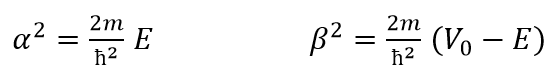 α² = 2m/ħ² E    β² = 2m/ħ² (V₀ − E)